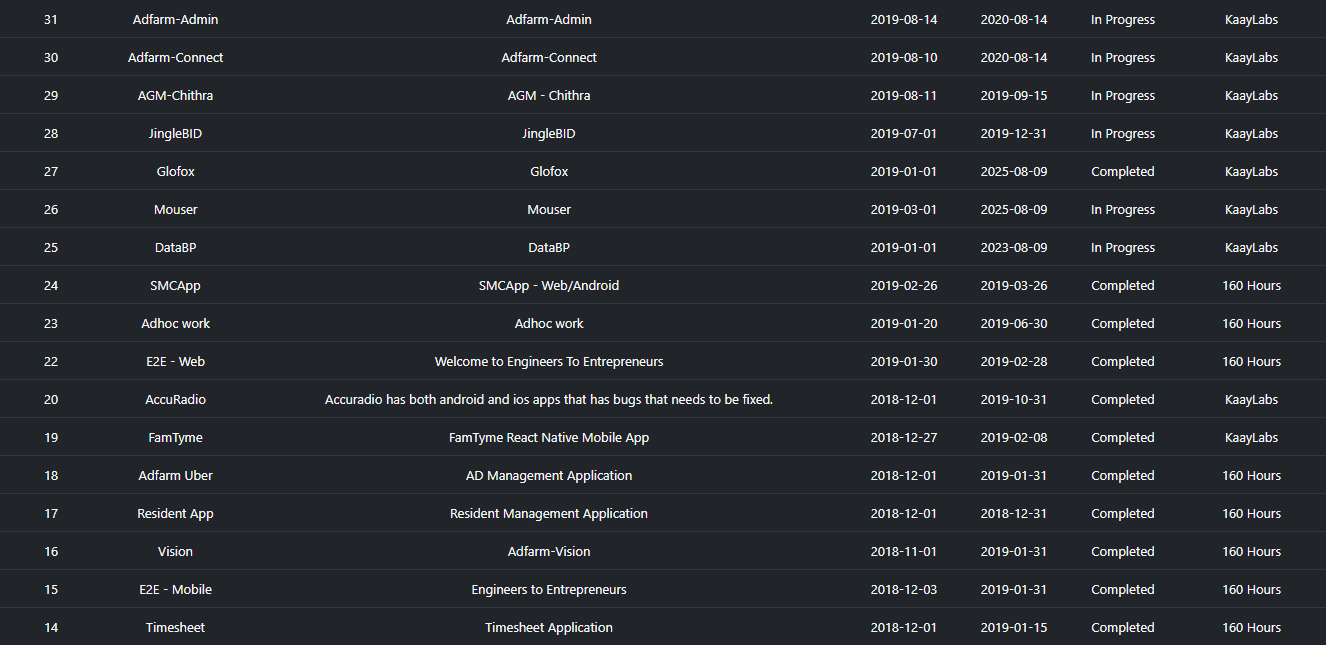 31 Adfarm-Admin Adfarm-Admin 2019-08-14 2020-08-14 In Progress KaayLabs
30 Adfarm-Connect Adfarm-Connect 2019-08-10 2020-08-14 In Progress KaayLabs
29 AGM-Chithra AGM - Chithra 2019-08-11 2019-09-15 In Progress KaayLabs
28 JingleBID JingleBID 2019-07-01 2019-12-31 In Progress KaayLabs
27 Glofox Glofox 2019-01-01 2025-08-09 Completed KaayLabs
26 Mouser Mouser 2019-03-01 2025-08-09 In Progress KaayLabs
25 DataBP DataBP 2019-01-01 2023-08-09 In Progress KaayLabs
24 SMCApp SMCApp - Web/Android 2019-02-26 2019-03-26 Completed 160 Hours
23 Adhoc work Adhoc work 2019-01-20 2019-06-30 Completed 160 Hours
22 E2E - Web Welcome to Engineers To Entrepreneurs 2019-01-30 2019-02-28 Completed 160 Hours
20 AccuRadio Accuradio has both android and ios apps that has bugs that needs to be fixed. 2018-12-01 2019-10-31 Completed KaayLabs
19 FamTyme FamTyme React Native Mobile App 2018-12-27 2019-02-08 Completed KaayLabs
18 Adfarm Uber AD Management Application 2018-12-01 2019-01-31 Completed 160 Hours
17 Resident App Resident Management Application 2018-12-01 2018-12-31 Completed 160 Hours
16 Vision Adfarm-Vision 2018-11-01 2019-01-31 Completed 160 Hours
15 E2E - Mobile Engineers to Entrepreneurs 2018-12-03 2019-01-31 Completed 160 Hours
14 Timesheet Timesheet Application 2018-12-01 2019-01-15 Completed 160 Hours